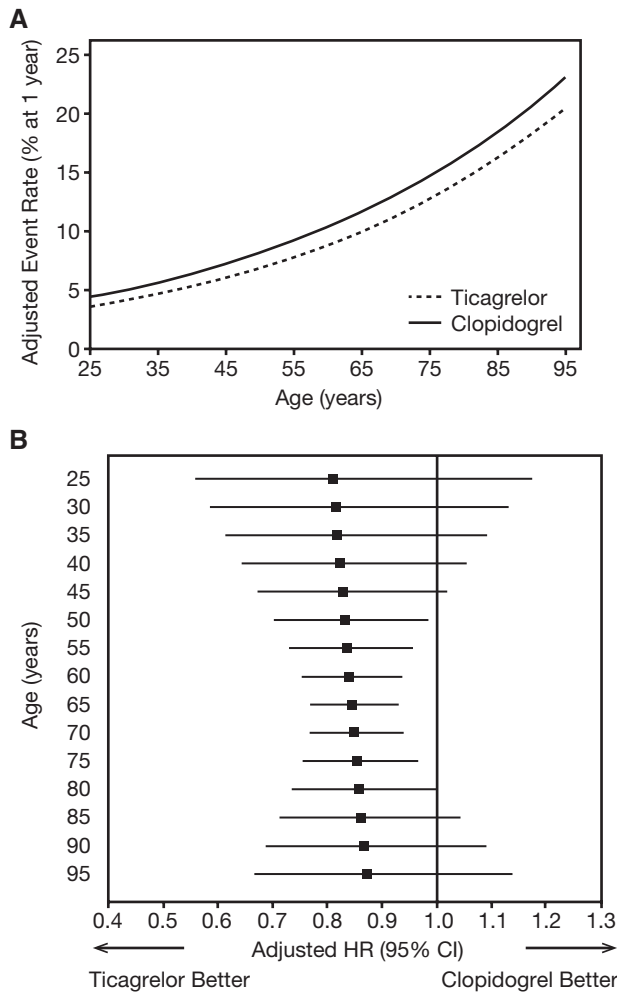 A
Adjusted Event Rate (% at 1 year)
25
20
15
10
5
0
Ticagrelor
Clopidogrel
25 35 45 55 65 75 85 95
Age (years)
B
Age (years)
25
30
35
40
45
50
55
60
65
70
75
80
85
90
95
0.4 0.5 0.6 0.7 0.8 0.9 1.0 1.1 1.2 1.3
Adjusted HR (95% CI)
Ticagrelor Better Clopidogrel Better